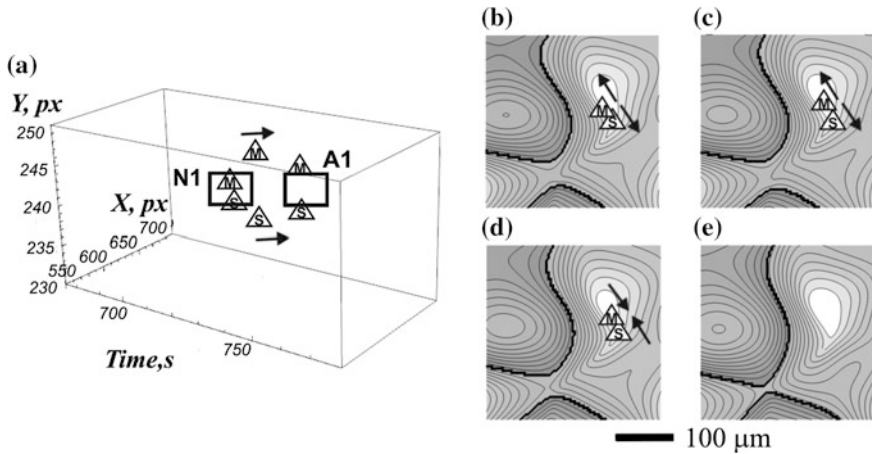 (a)
Y, px
250
245
240
235
230
X, px
550
600
650
700
700
750
Time,s
N1
A1
M
M
M
S
S
S
(b)
M
S
(c)
M
S
(d)
M
S
(e)
100 μm